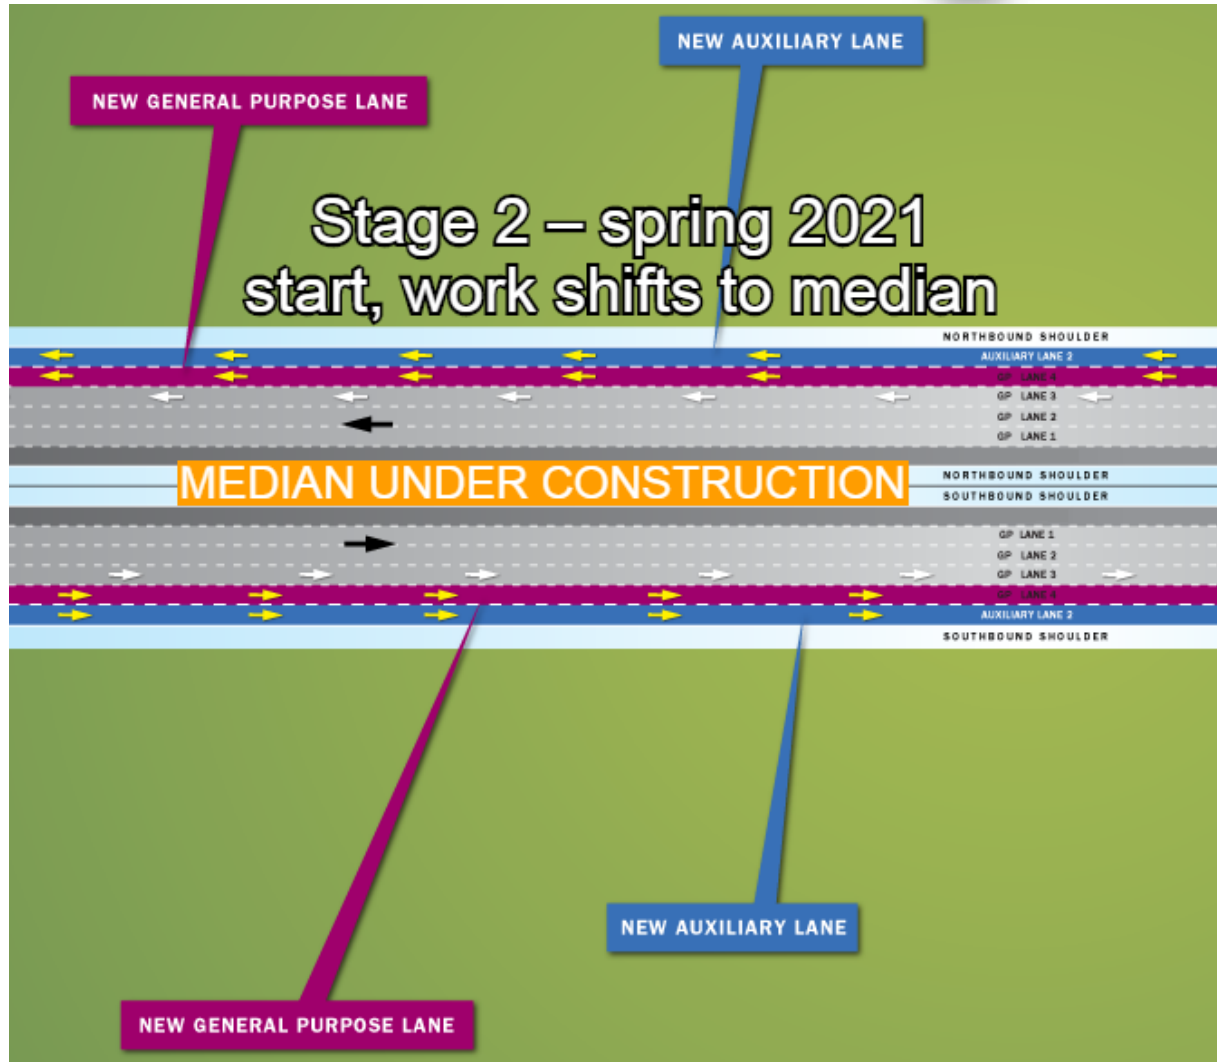 NEW AUXILIARY LANE
NEW GENERAL PURPOSE LANE
Stage 2 – spring 2021
start, work shifts to median
NORTHBOUND SHOULDER
AUXILIARY LANE 2
GP LANE 4
GP LANE 3
GP LANE 2
GP LANE 1
MEDIAN UNDER CONSTRUCTION
NORTHBOUND SHOULDER
SOUTHBOUND SHOULDER
GP LANE 1
GP LANE 2
GP LANE 3
GP LANE 4
AUXILIARY LANE 2
SOUTHBOUND SHOULDER
NEW AUXILIARY LANE
NEW GENERAL PURPOSE LANE